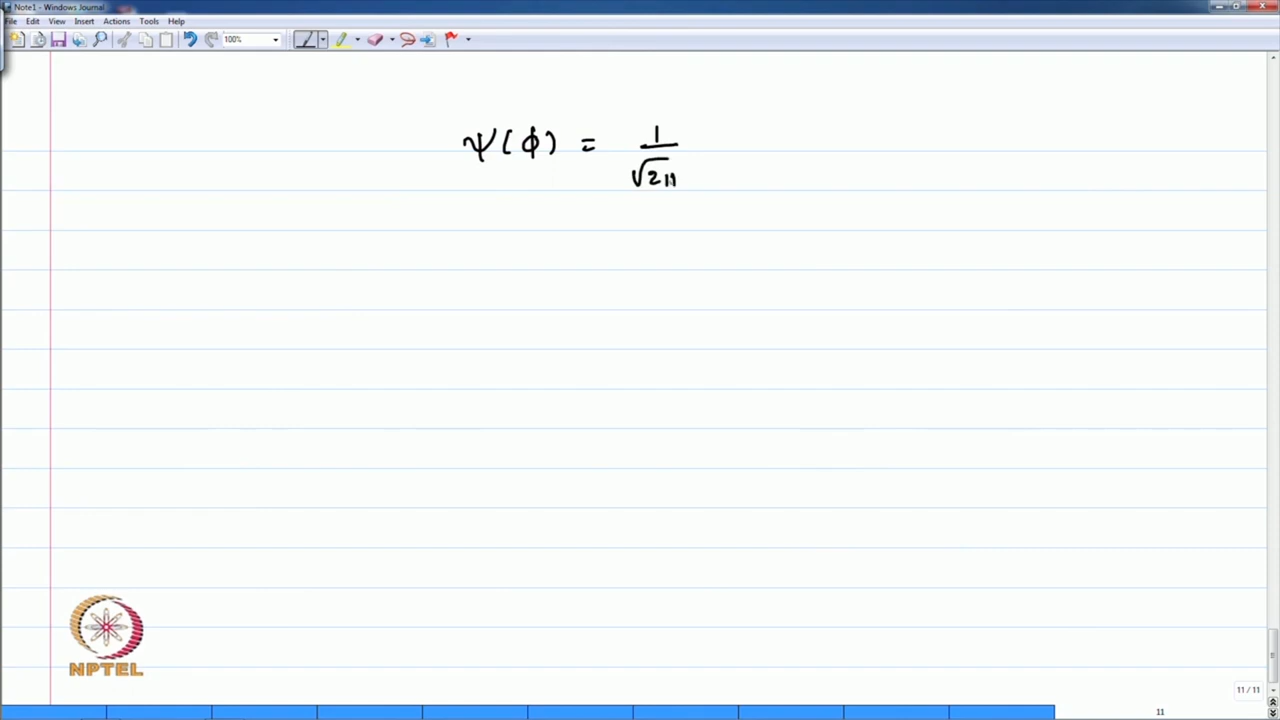 Note1 - Windows Journal
File Edit View Insert Actions Tools Help
100%
ψ(φ) = 1/√2π
NPTEL
11 / 11
11